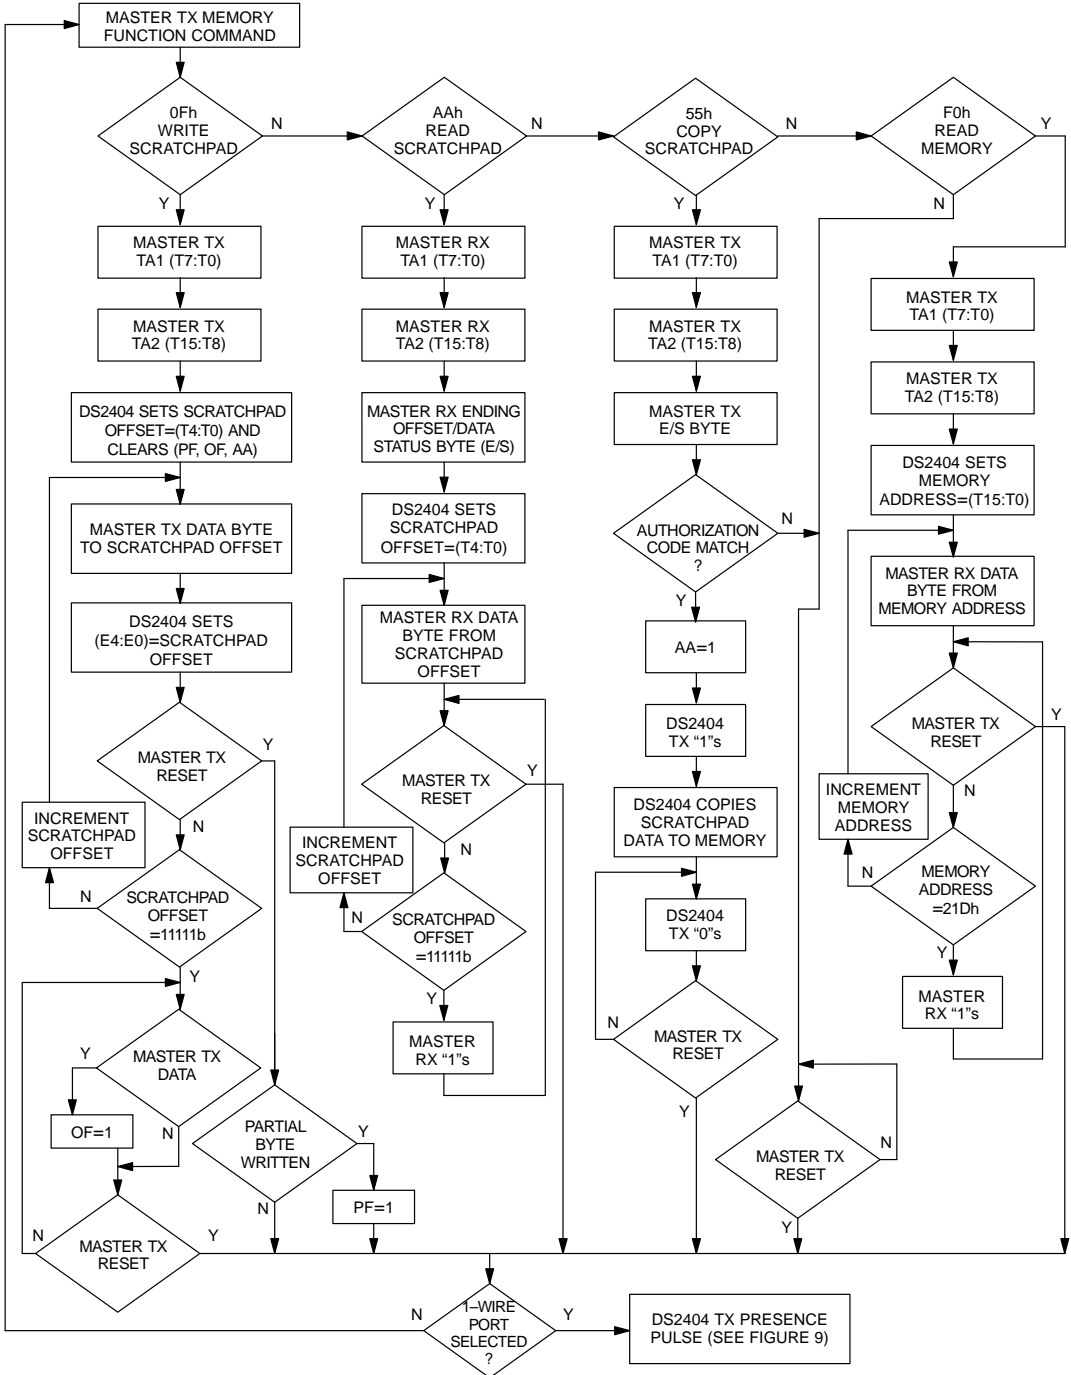 MASTER TX MEMORY
FUNCTION COMMAND
0Fh
WRITE
SCRATCHPAD
N
Y
AAh
READ
SCRATCHPAD
N
Y
55h
COPY
SCRATCHPAD
N
Y
F0h
READ
MEMORY
Y
N
MASTER TX
TA1 (T7:T0)
MASTER TX
TA2 (T15:T8)
DS2404 SETS SCRATCHPAD
OFFSET=(T4:T0) AND
CLEARS (PF, OF, AA)
MASTER TX DATA BYTE
TO SCRATCHPAD OFFSET
DS2404 SETS
(E4:E0)=SCRATCHPAD
OFFSET
MASTER TX
RESET
Y
N
INCREMENT
SCRATCHPAD
OFFSET
SCRATCHPAD
OFFSET
=11111b
N
Y
MASTER TX
DATA
Y
N
OF=1
MASTER TX
RESET
N
Y
PARTIAL
BYTE
WRITTEN
Y
N
PF=1
MASTER RX
TA1 (T7:T0)
MASTER RX
TA2 (T15:T8)
MASTER RX ENDING
OFFSET/DATA
STATUS BYTE (E/S)
DS2404 SETS
SCRATCHPAD
OFFSET=(T4:T0)
MASTER RX DATA
BYTE FROM
SCRATCHPAD
OFFSET
MASTER TX
RESET
Y
N
INCREMENT
SCRATCHPAD
OFFSET
SCRATCHPAD
OFFSET
=11111b
N
Y
MASTER
RX “1”s
MASTER TX
TA1 (T7:T0)
MASTER TX
TA2 (T15:T8)
MASTER TX
E/S BYTE
AUTHORIZATION
CODE MATCH
?
N
Y
AA=1
DS2404
TX “1”s
DS2404 COPIES
SCRATCHPAD
DATA TO MEMORY
DS2404
TX “0”s
MASTER TX
RESET
N
Y
MASTER TX
RESET
N
Y
MASTER TX
TA1 (T7:T0)
MASTER TX
TA2 (T15:T8)
DS2404 SETS
MEMORY
ADDRESS=(T15:T0)
MASTER RX DATA
BYTE FROM
MEMORY ADDRESS
MASTER TX
RESET
Y
N
INCREMENT
MEMORY
ADDRESS
MEMORY
ADDRESS
=21Dh
N
Y
MASTER
RX “1”s
1–WIRE
PORT
SELECTED
?
N
Y
DS2404 TX PRESENCE
PULSE (SEE FIGURE 9)